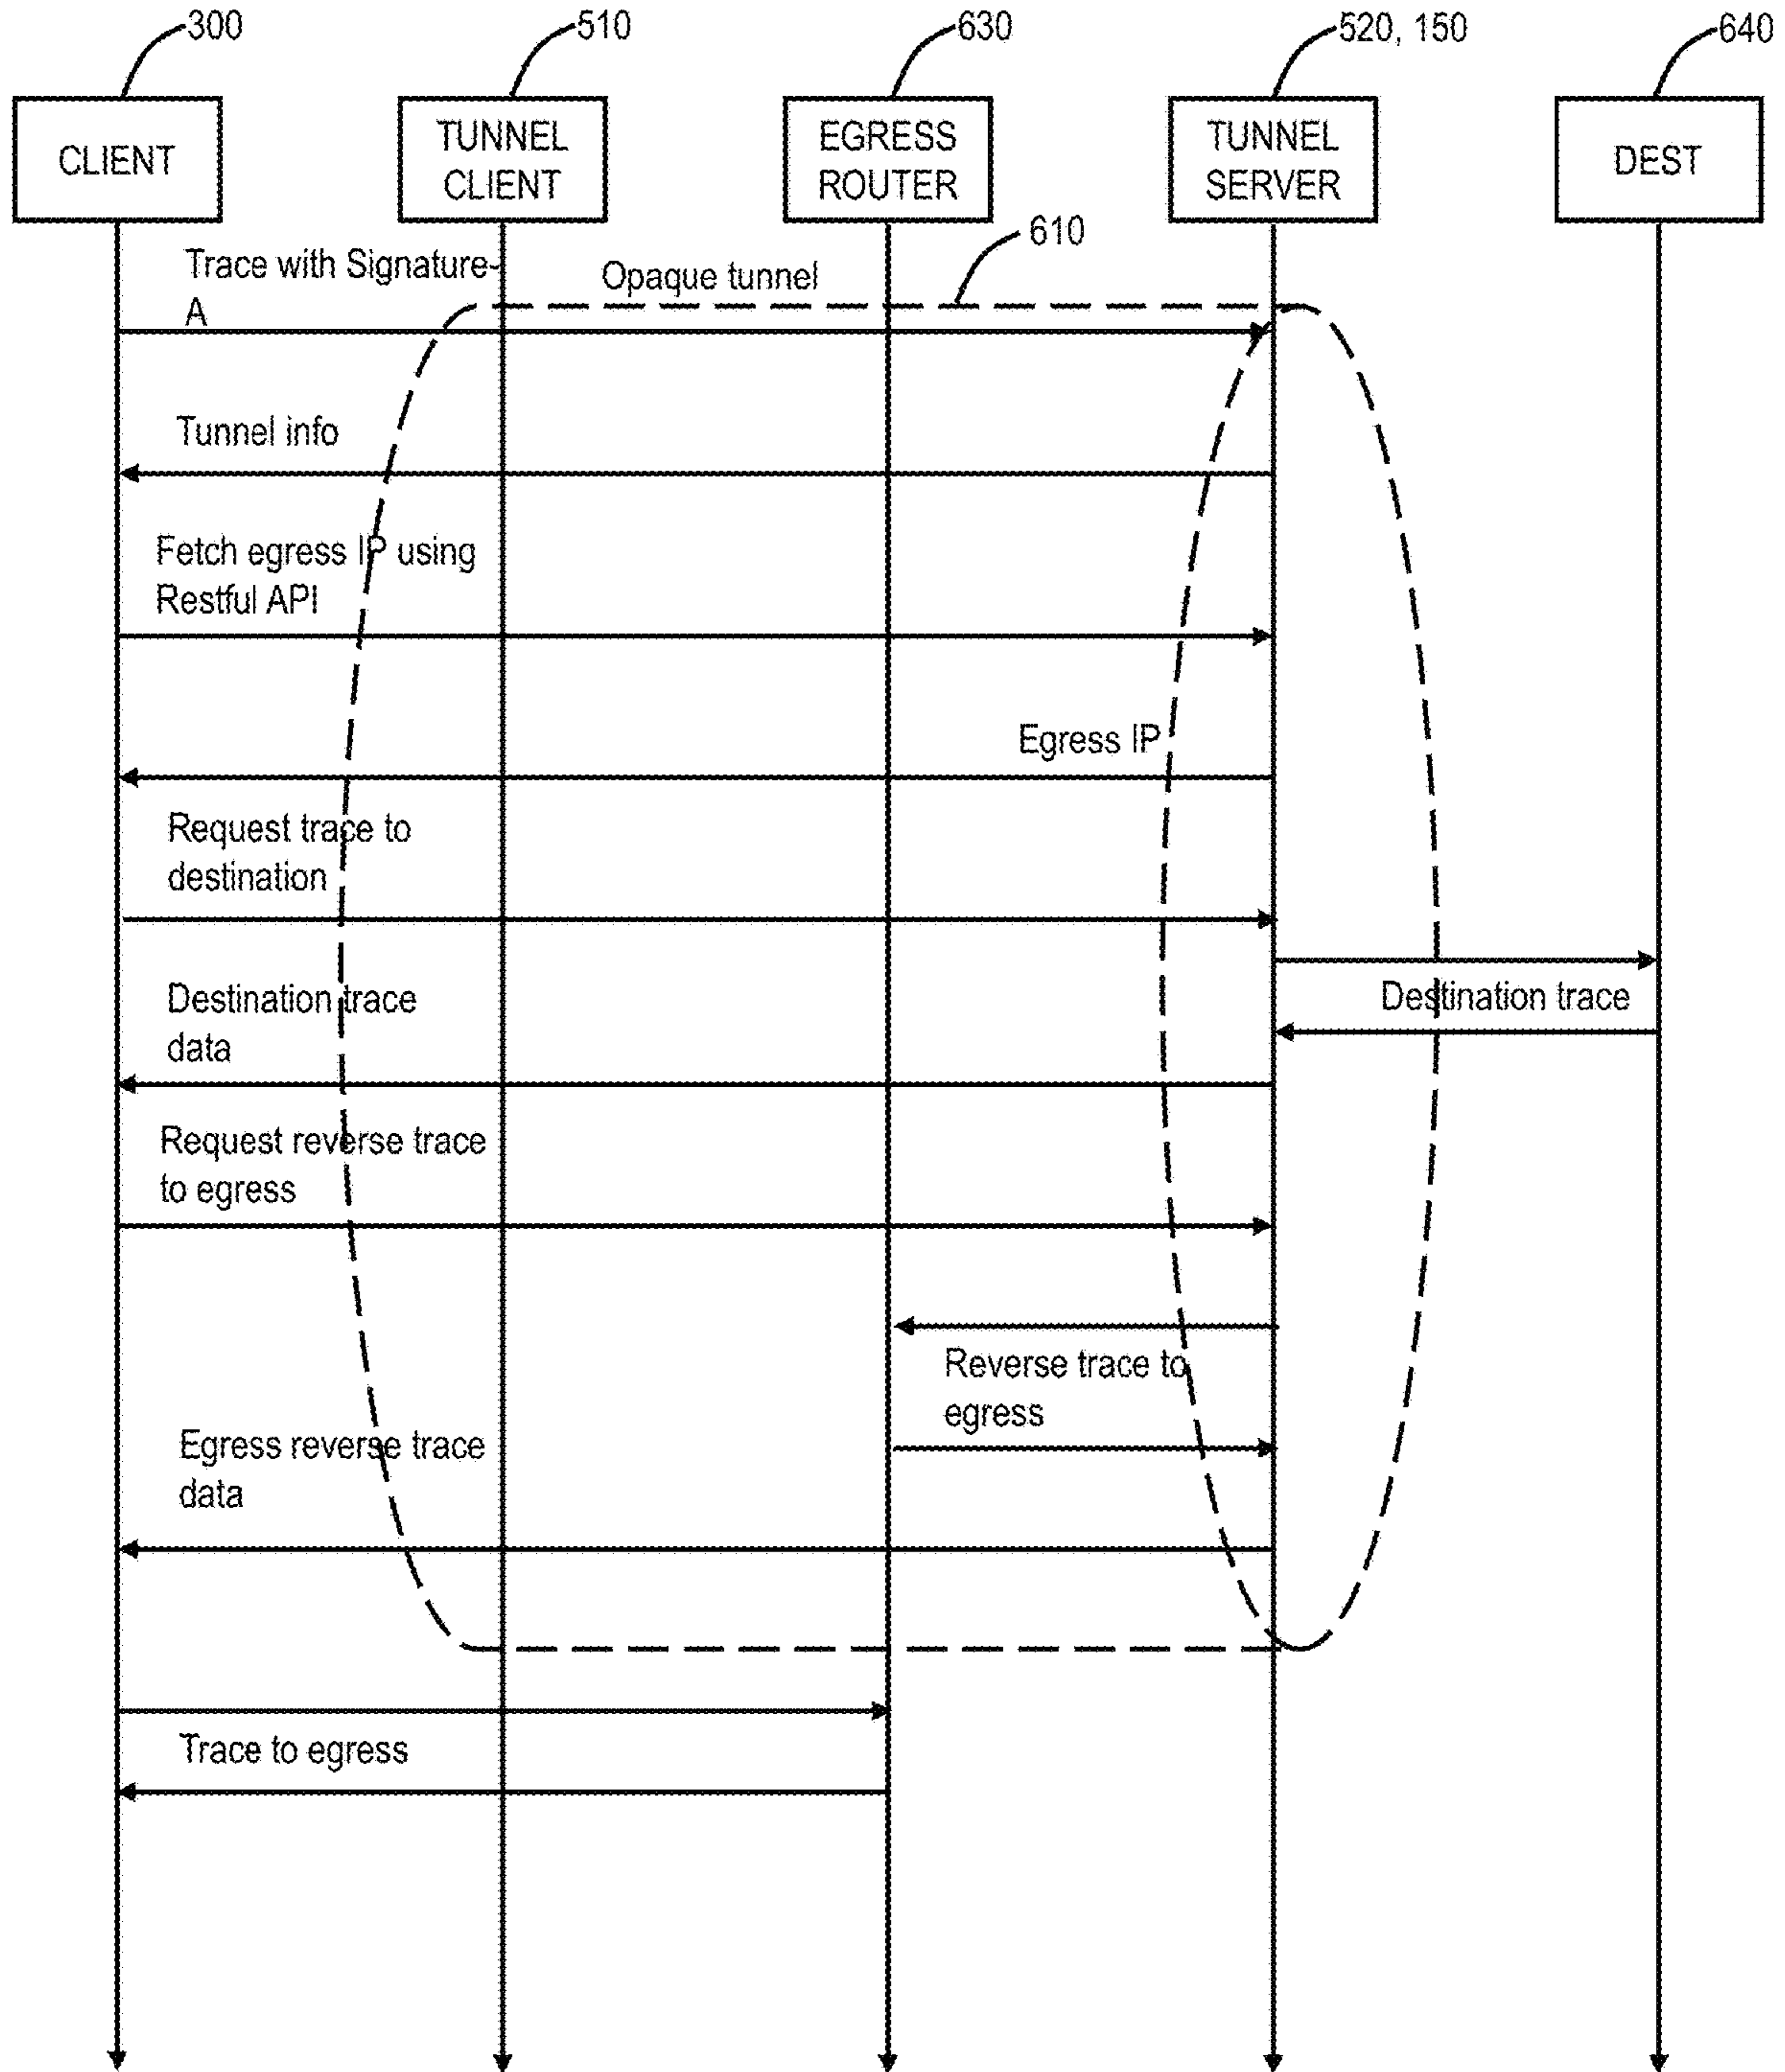 300
510
630
520, 150
640
CLIENT
TUNNEL
CLIENT
EGRESS
ROUTER
TUNNEL
SERVER
DEST
610
Trace with Signature-
A
Opaque tunnel
Tunnel info
Fetch egress IP using
Restful API
Egress IP
Request trace to
destination
Destination trace
Destination trace
data
Request reverse trace
to egress
Reverse trace to
egress
Egress reverse trace
data
Trace to egress